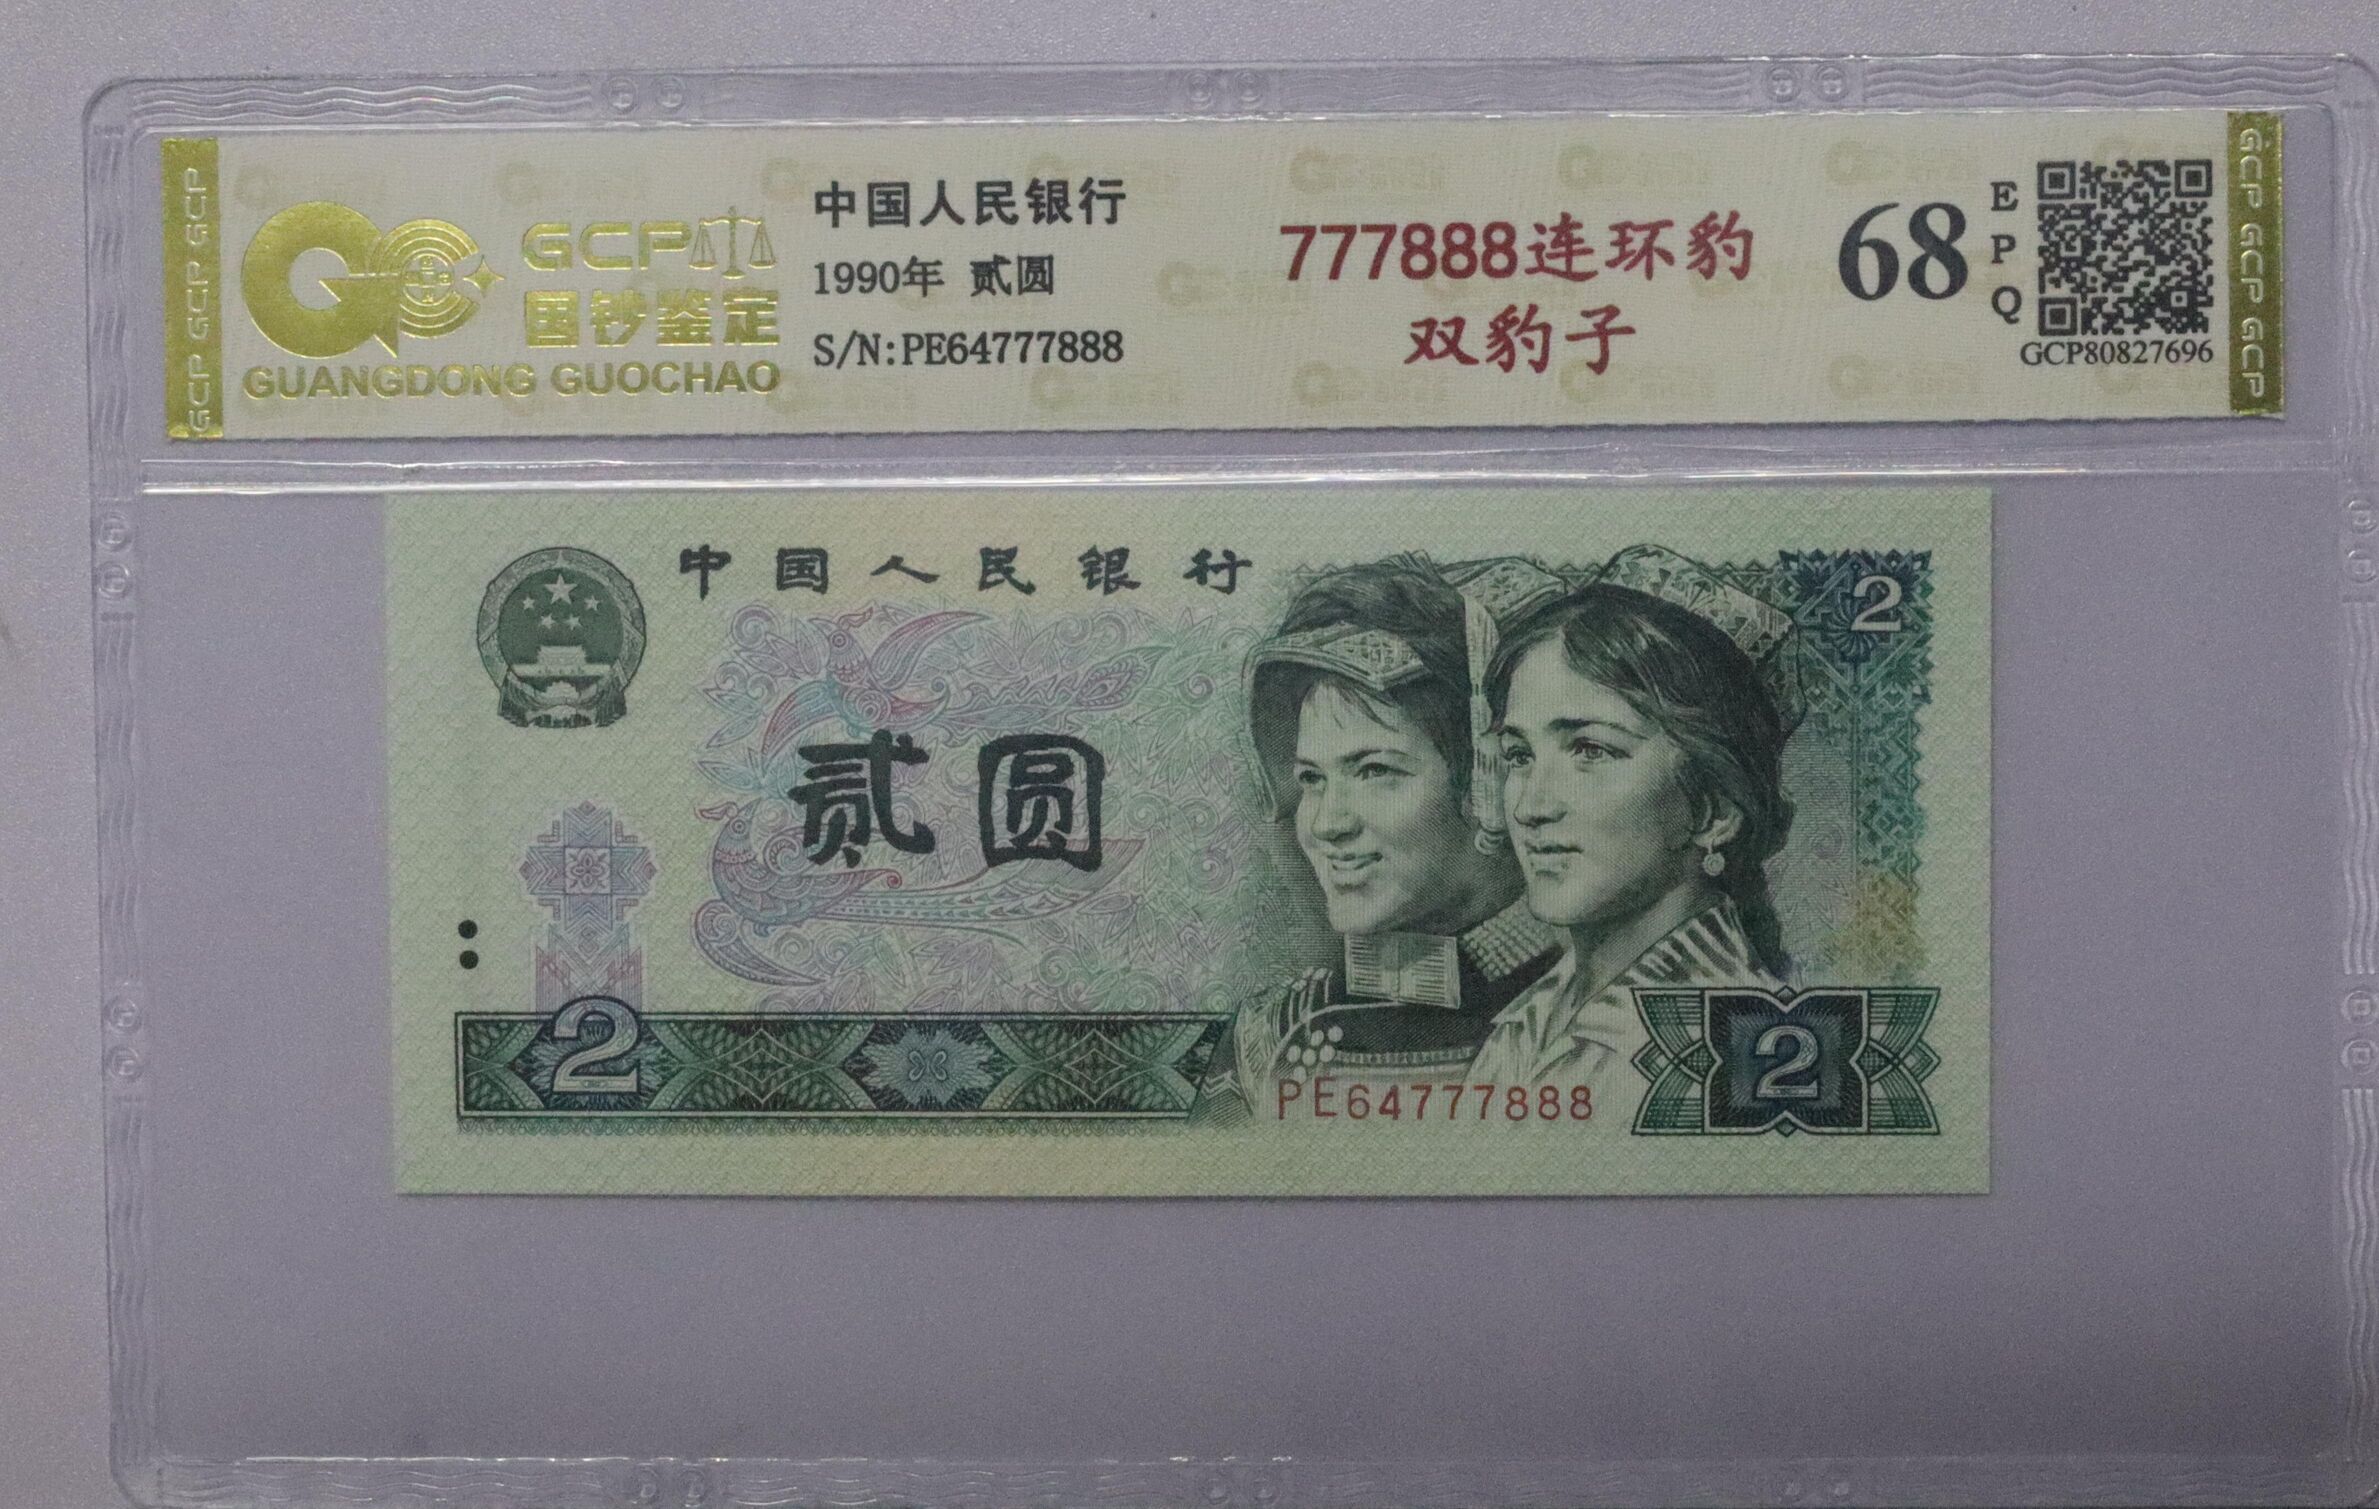 GCP GCP GCP
GCP
国钞鉴定
GUANGDONG GUOCHAO
中国人民银行
1990年 贰圆
S/N:PE64777888
777888连环豹
双豹子
68
EPQ
GCP80827696
GCP GCP GCP
中国人民银行
2
贰圆
2
PE64777888
2